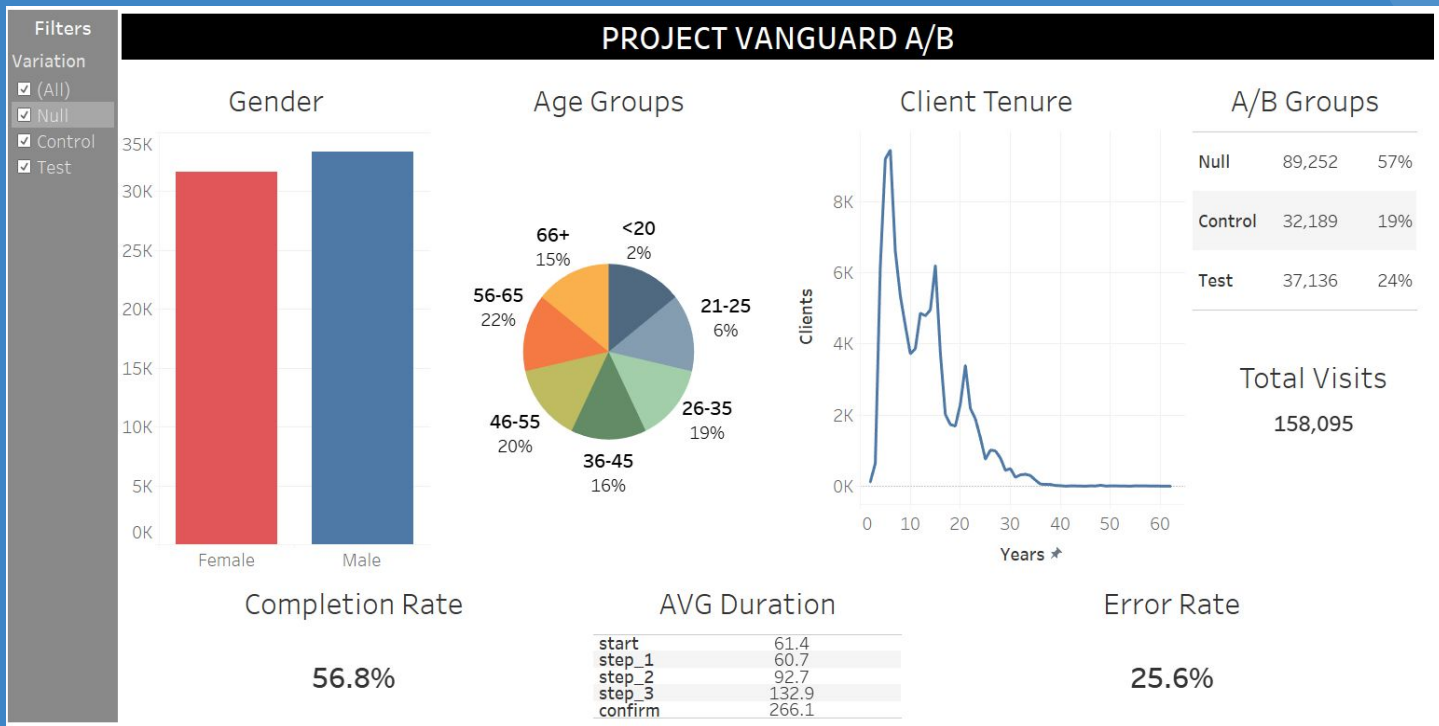 Filters
Variation
(All)
Null
Control
Test
PROJECT VANGUARD A/B
Gender
35K
30K
25K
20K
15K
10K
5K
0K
Female
Male
Age Groups
<20
2%
21-25
6%
26-35
19%
36-45
16%
46-55
20%
56-65
22%
66+
15%
Client Tenure
Clients
8K
6K
4K
2K
0K
0 10 20 30 40 50 60
Years
A/B Groups
Null 89,252 57%
Control 32,189 19%
Test 37,136 24%
Total Visits
158,095
Completion Rate
56.8%
AVG Duration
start 61.4
step_1 60.7
step_2 92.7
step_3 132.9
confirm 266.1
Error Rate
25.6%